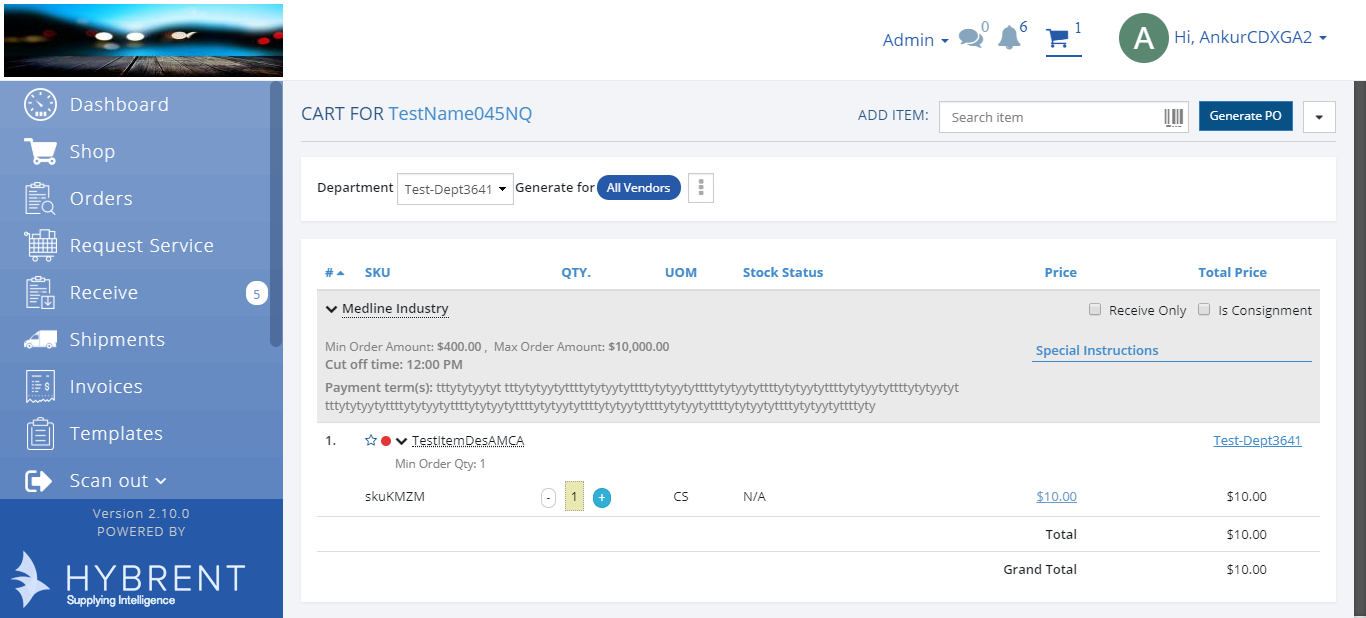 Admin
0
6
1
A
Hi, AnkurCDXGA2
Dashboard
Shop
Orders
Request Service
Receive
5
Shipments
Invoices
Templates
Scan out
Version 2.10.0
POWERED BY
HYBRENT
Supplying Intelligence
CART FOR TestName045NQ
ADD ITEM:
Search item
Generate PO
Department
Test-Dept3641
Generate for
All Vendors
# SKU QTY. UOM Stock Status Price Total Price
Medline Industry
Receive Only
Is Consignment
Min Order Amount: $400.00 , Max Order Amount: $10,000.00
Cut off time: 12:00 PM
Special Instructions
Payment term(s): tttytytyytyt tttytytyytyttttytytyytyttttytytyytyttttytytyytyttttytytyytyttttytytyytyttttytytyytyt
tttytytyytyttttytytyytyttttytytyytyttttytytyytyttttytytyytyttttytytyytyttttytytyytyttttytytyytyttttyty
1.
TestItemDesAMCA
Test-Dept3641
Min Order Qty: 1
skuKMZM - 1 + CS N/A $10.00 $10.00
Total $10.00
Grand Total $10.00